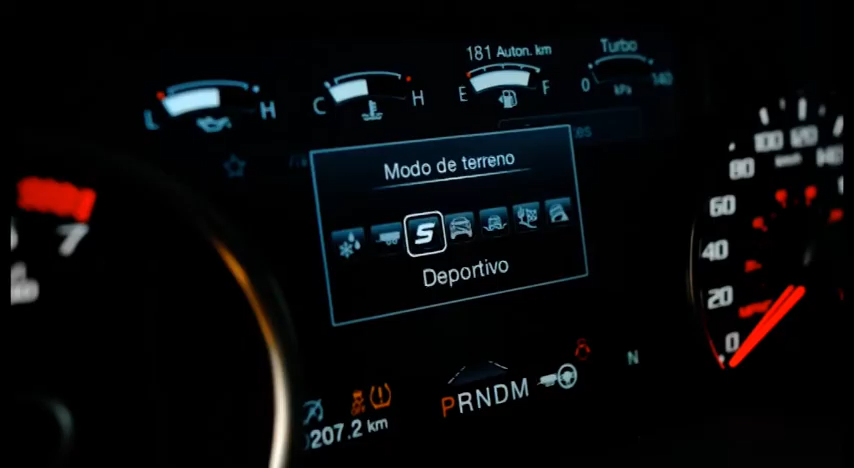 181 Auton. km
Turbo
L H
C H
E F
0 140
kPa
Modo de terreno
S
Deportivo
7
100 120
km/h
80
140
60
40
20
0
N
PRNDM
207.2 km